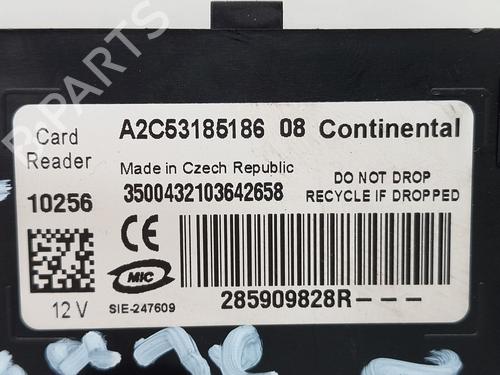 B-PARTS
Card Reader
A2C53185186 08 Continental
Made in Czech Republic
10256
3500432103642658
DO NOT DROP
RECYCLE IF DROPPED
CE
MIC
12 V
SIE-247609
285909828R---